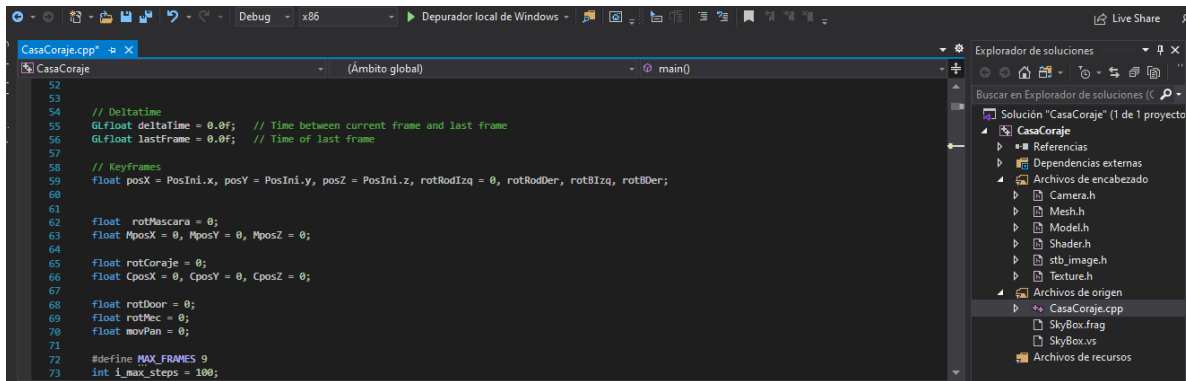 Debug x86 Depurador local de Windows Live Share
CasaCoraje.cpp*
CasaCoraje (Ámbito global) main()
52
53
54 // Deltatime
55 GLfloat deltaTime = 0.0f; // Time between current frame and last frame
56 GLfloat lastFrame = 0.0f; // Time of last frame
57
58 // Keyframes
59 float posX = PosIni.x, posY = PosIni.y, posZ = PosIni.z, rotRodIzq = 0, rotRodDer, rotBIzq, rotBDer;
60
61
62 float  rotMascara = 0;
63 float MposX = 0, MposY = 0, MposZ = 0;
64
65 float rotCoraje = 0;
66 float CposX = 0, CposY = 0, CposZ = 0;
67
68 float rotDoor = 0;
69 float rotMec = 0;
70 float movPan = 0;
71
72 #define MAX_FRAMES 9
73 int i_max_steps = 100;
Explorador de soluciones
Buscar en Explorador de soluciones (C
Solución "CasaCoraje" (1 de 1 proyecto
CasaCoraje
Referencias
Dependencias externas
Archivos de encabezado
Camera.h
Mesh.h
Model.h
Shader.h
stb_image.h
Texture.h
Archivos de origen
CasaCoraje.cpp
SkyBox.frag
SkyBox.vs
Archivos de recursos